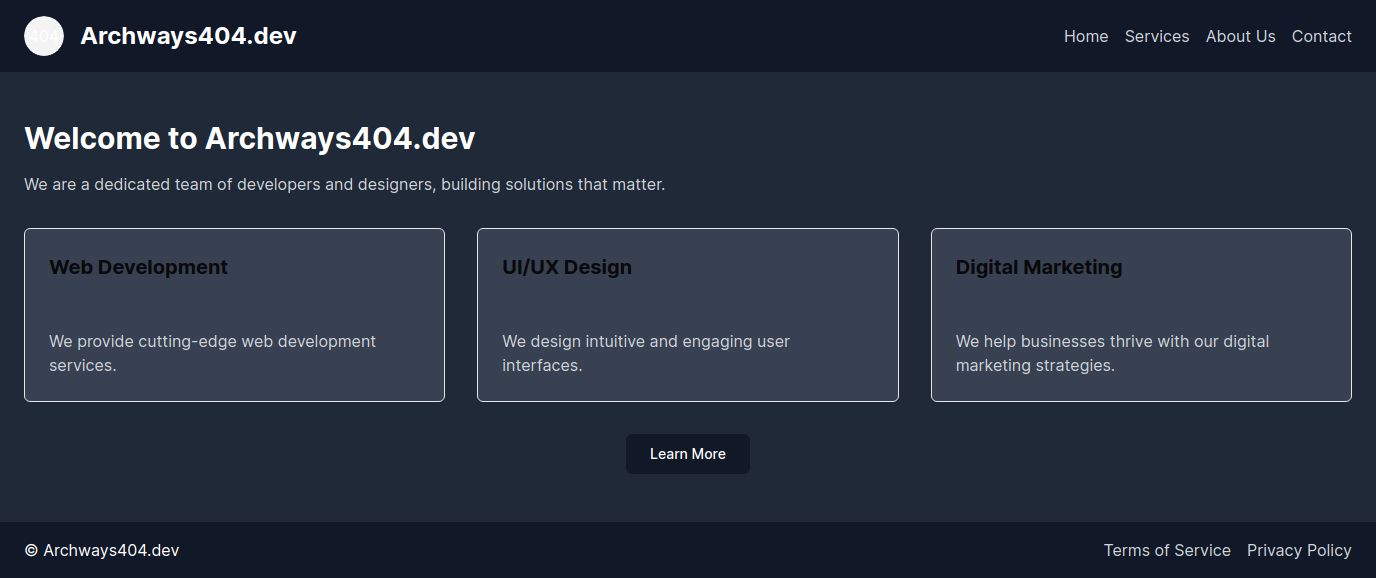 404
Archways404.dev
Home Services About Us Contact
Welcome to Archways404.dev
We are a dedicated team of developers and designers, building solutions that matter.
Web Development
We provide cutting-edge web development
services.
UI/UX Design
We design intuitive and engaging user
interfaces.
Digital Marketing
We help businesses thrive with our digital
marketing strategies.
Learn More
© Archways404.dev
Terms of Service Privacy Policy